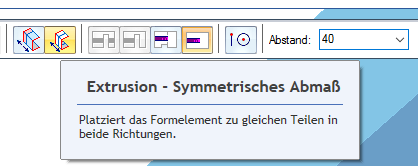 Abstand: 40
Extrusion - Symmetrisches Abmaß
Platziert das Formelement zu gleichen Teilen in
beide Richtungen.